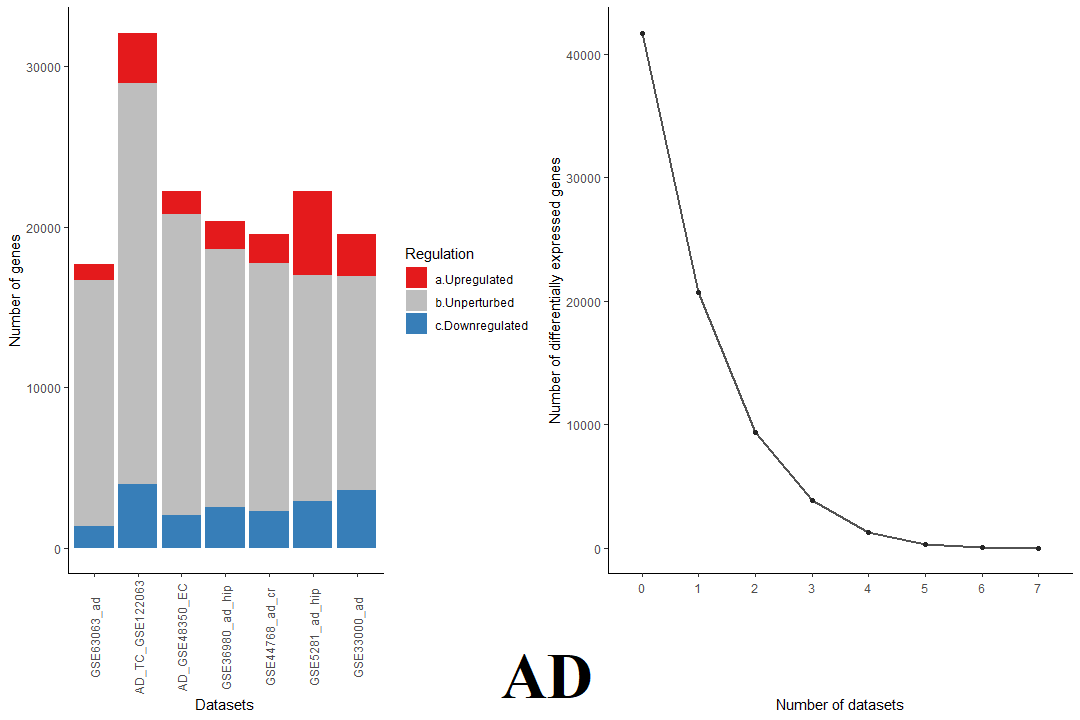 Number of genes
30000
20000
10000
0
GSE63063_ad
AD_TC_GSE122063
AD_GSE48350_EC
GSE36980_ad_hip
GSE44768_ad_cr
GSE5281_ad_hip
GSE33000_ad
Datasets
Regulation
a.Upregulated
b.Unperturbed
c.Downregulated
Number of differentially expressed genes
40000
30000
20000
10000
0
0 1 2 3 4 5 6 7
Number of datasets
AD